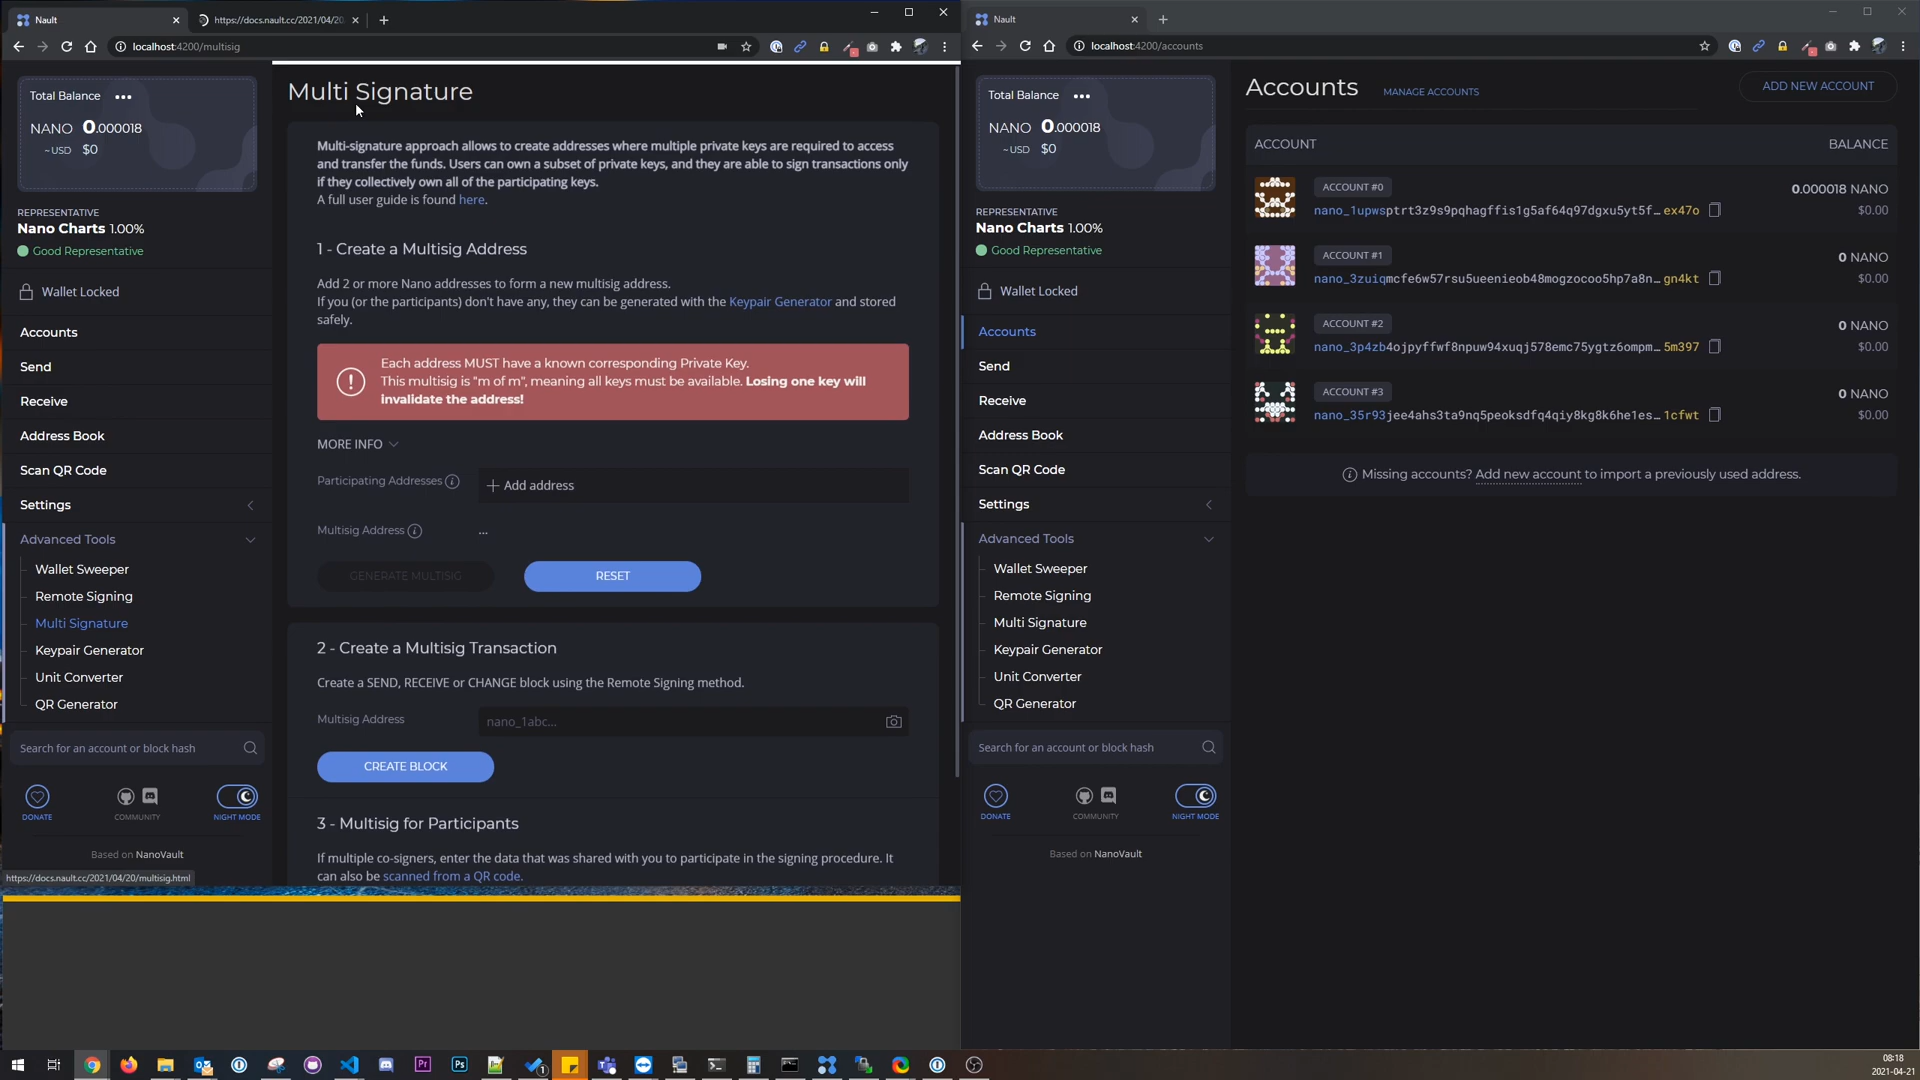 Nault
https://docs.nault.cc/2021/04/20
localhost:4200/multisig
Total Balance
NANO 0.000018
~USD $0
REPRESENTATIVE
Nano Charts 1.00%
Good Representative
Wallet Locked
Accounts
Send
Receive
Address Book
Scan QR Code
Settings
Advanced Tools
Wallet Sweeper
Remote Signing
Multi Signature
Keypair Generator
Unit Converter
QR Generator
Search for an account or block hash
DONATE
COMMUNITY
NIGHT MODE
Based on NanoVault
https://docs.nault.cc/2021/04/20/multisig.html
Multi Signature
Multi-signature approach allows to create addresses where multiple private keys are required to access
and transfer the funds. Users can own a subset of private keys, and they are able to sign transactions only
if they collectively own all of the participating keys.
A full user guide is found here.
1 - Create a Multisig Address
Add 2 or more Nano addresses to form a new multisig address.
If you (or the participants) don't have any, they can be generated with the Keypair Generator and stored
safely.
Each address MUST have a known corresponding Private Key.
This multisig is "m of m", meaning all keys must be available. Losing one key will
invalidate the address!
MORE INFO
Participating Addresses
Add address
Multisig Address
...
GENERATE MULTISIG
RESET
2 - Create a Multisig Transaction
Create a SEND, RECEIVE or CHANGE block using the Remote Signing method.
Multisig Address
nano_1abc...
CREATE BLOCK
3 - Multisig for Participants
If multiple co-signers, enter the data that was shared with you to participate in the signing procedure. It
can also be scanned from a QR code.
Nault
localhost:4200/accounts
Total Balance
NANO 0.000018
~USD $0
REPRESENTATIVE
Nano Charts 1.00%
Good Representative
Wallet Locked
Accounts
Send
Receive
Address Book
Scan QR Code
Settings
Advanced Tools
Wallet Sweeper
Remote Signing
Multi Signature
Keypair Generator
Unit Converter
QR Generator
Search for an account or block hash
DONATE
COMMUNITY
NIGHT MODE
Based on NanoVault
Accounts
MANAGE ACCOUNTS
ADD NEW ACCOUNT
ACCOUNT BALANCE
ACCOUNT #0 0.000018 NANO
nano_1upwsptrt3z9s9pqhagffis1g5af64q97dgxu5yt5f... ex47o $0.00
ACCOUNT #1 0 NANO
nano_3zuiqmcfe6w57rsu5ueenieob48mogzocoo5hp7a8n... gn4kt $0.00
ACCOUNT #2 0 NANO
nano_3p4zb4ojpyffwf8npuw94xuqj578emc75ygtz6ompm... 5m397 $0.00
ACCOUNT #3 0 NANO
nano_35r93jee4ahs3ta9nq5peoksdfq4qiy8kg8k6he1es... 1cfwt $0.00
Missing accounts? Add new account to import a previously used address.
08:18
2021-04-21